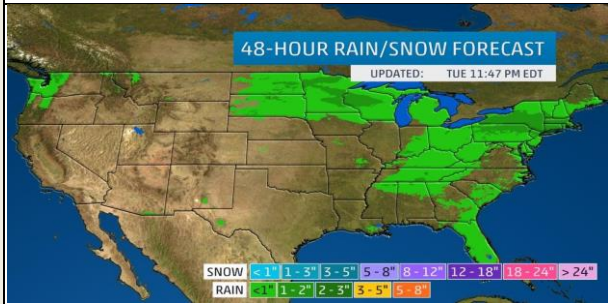 48-HOUR RAIN/SNOW FORECAST
UPDATED: TUE 11:47 PM EDT
SNOW <1" 1-3" 3-5" 5-8" 8-12" 12-18" 18-24" >24"
RAIN <1" 1-2" 2-3" 3-5" 5-8"